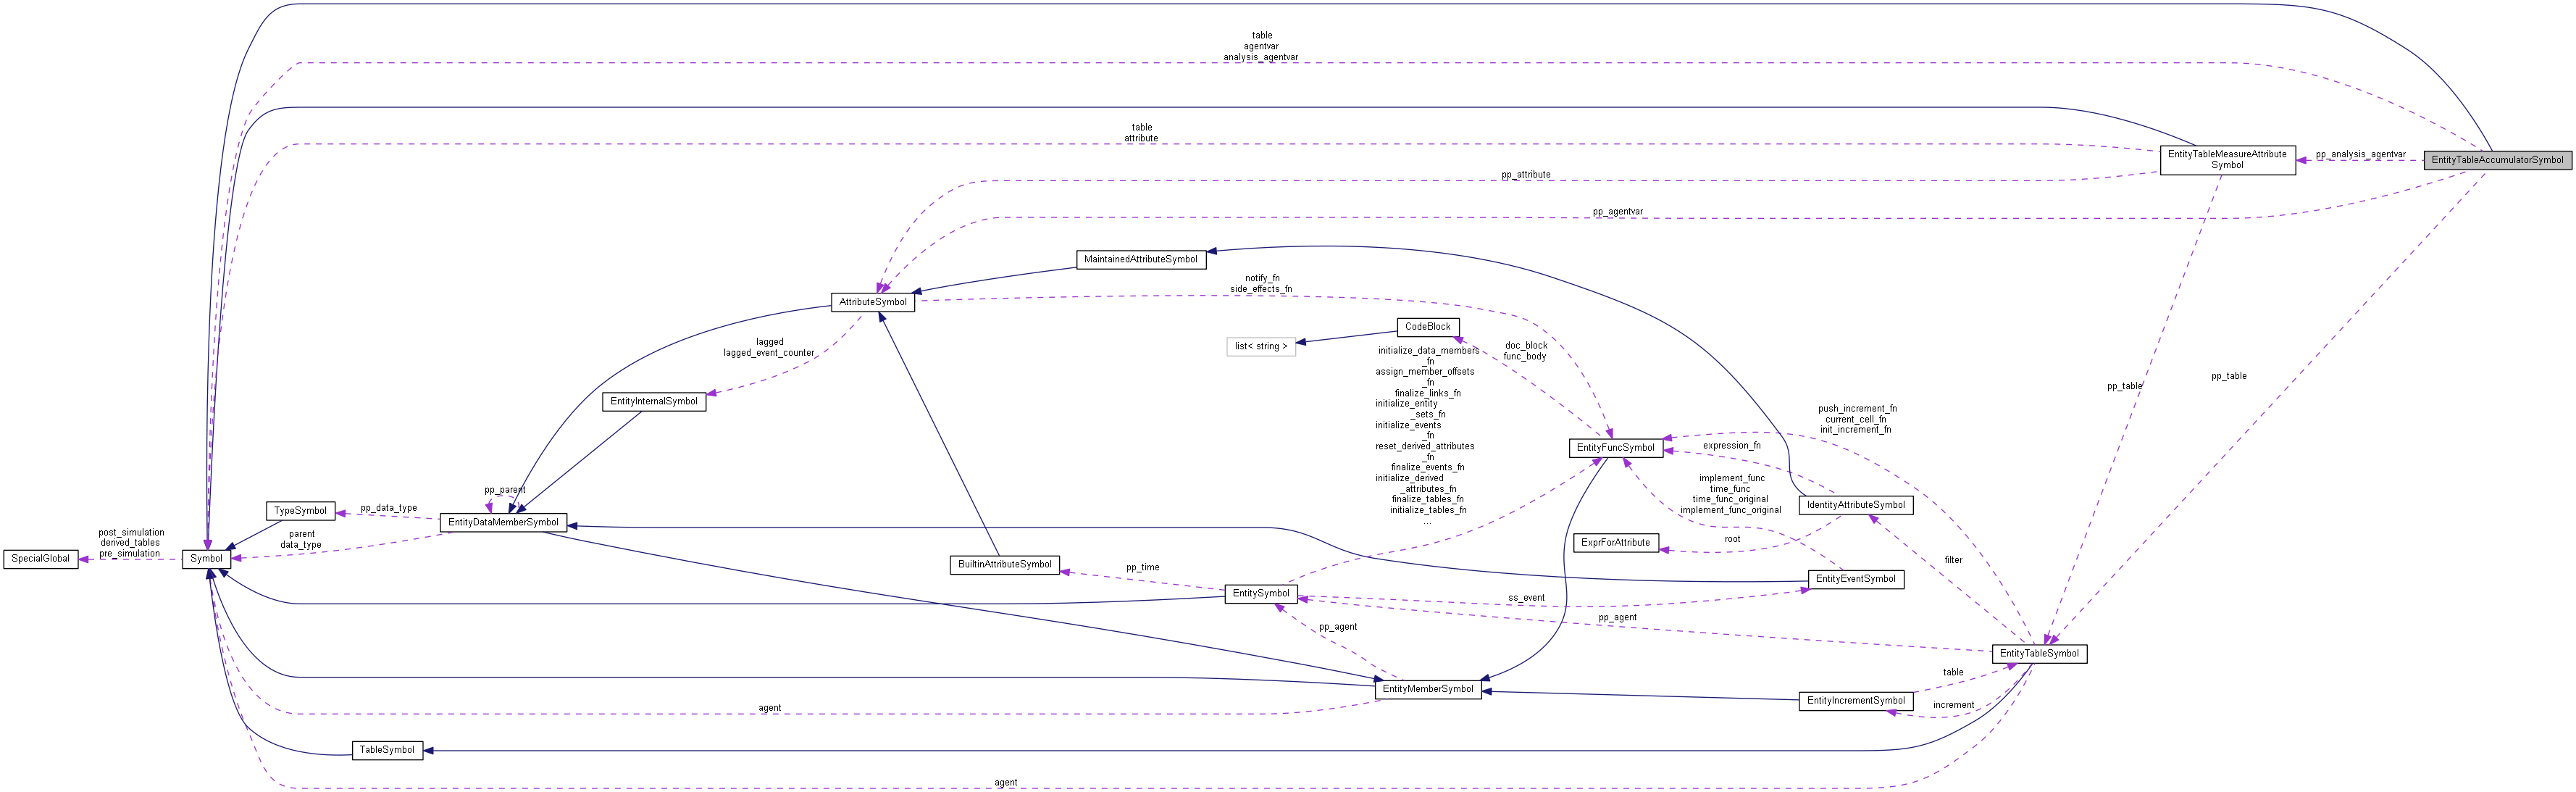 table
agentvar
analysis_agentvar
table
attribute
EntityTableMeasureAttribute
Symbol
pp_analysis_agentvar
EntityTableAccumulatorSymbol
pp_attribute
pp_agentvar
MaintainedAttributeSymbol
AttributeSymbol
notify_fn
side_effects_fn
CodeBlock
list< string >
doc_block
func_body
lagged
lagged_event_counter
initialize_data_members
_fn
assign_member_offsets
_fn
finalize_links_fn
initialize_entity
_sets_fn
initialize_events
_fn
reset_derived_attributes
_fn
finalize_events_fn
initialize_derived
_attributes_fn
finalize_tables_fn
initialize_tables_fn
...
pp_table
pp_table
EntityInternalSymbol
push_increment_fn
current_cell_fn
init_increment_fn
EntityFuncSymbol
expression_fn
implement_func
time_func
time_func_original
implement_func_original
IdentityAttributeSymbol
pp_parent
TypeSymbol
pp_data_type
EntityDataMemberSymbol
parent
data_type
post_simulation
derived_tables
pre_simulation
SpecialGlobal
Symbol
ExprForAttribute
root
filter
BuiltinAttributeSymbol
pp_time
EntityEventSymbol
EntitySymbol
ss_event
pp_agent
pp_agent
EntityTableSymbol
EntityMemberSymbol
table
EntityIncrementSymbol
increment
agent
TableSymbol
agent